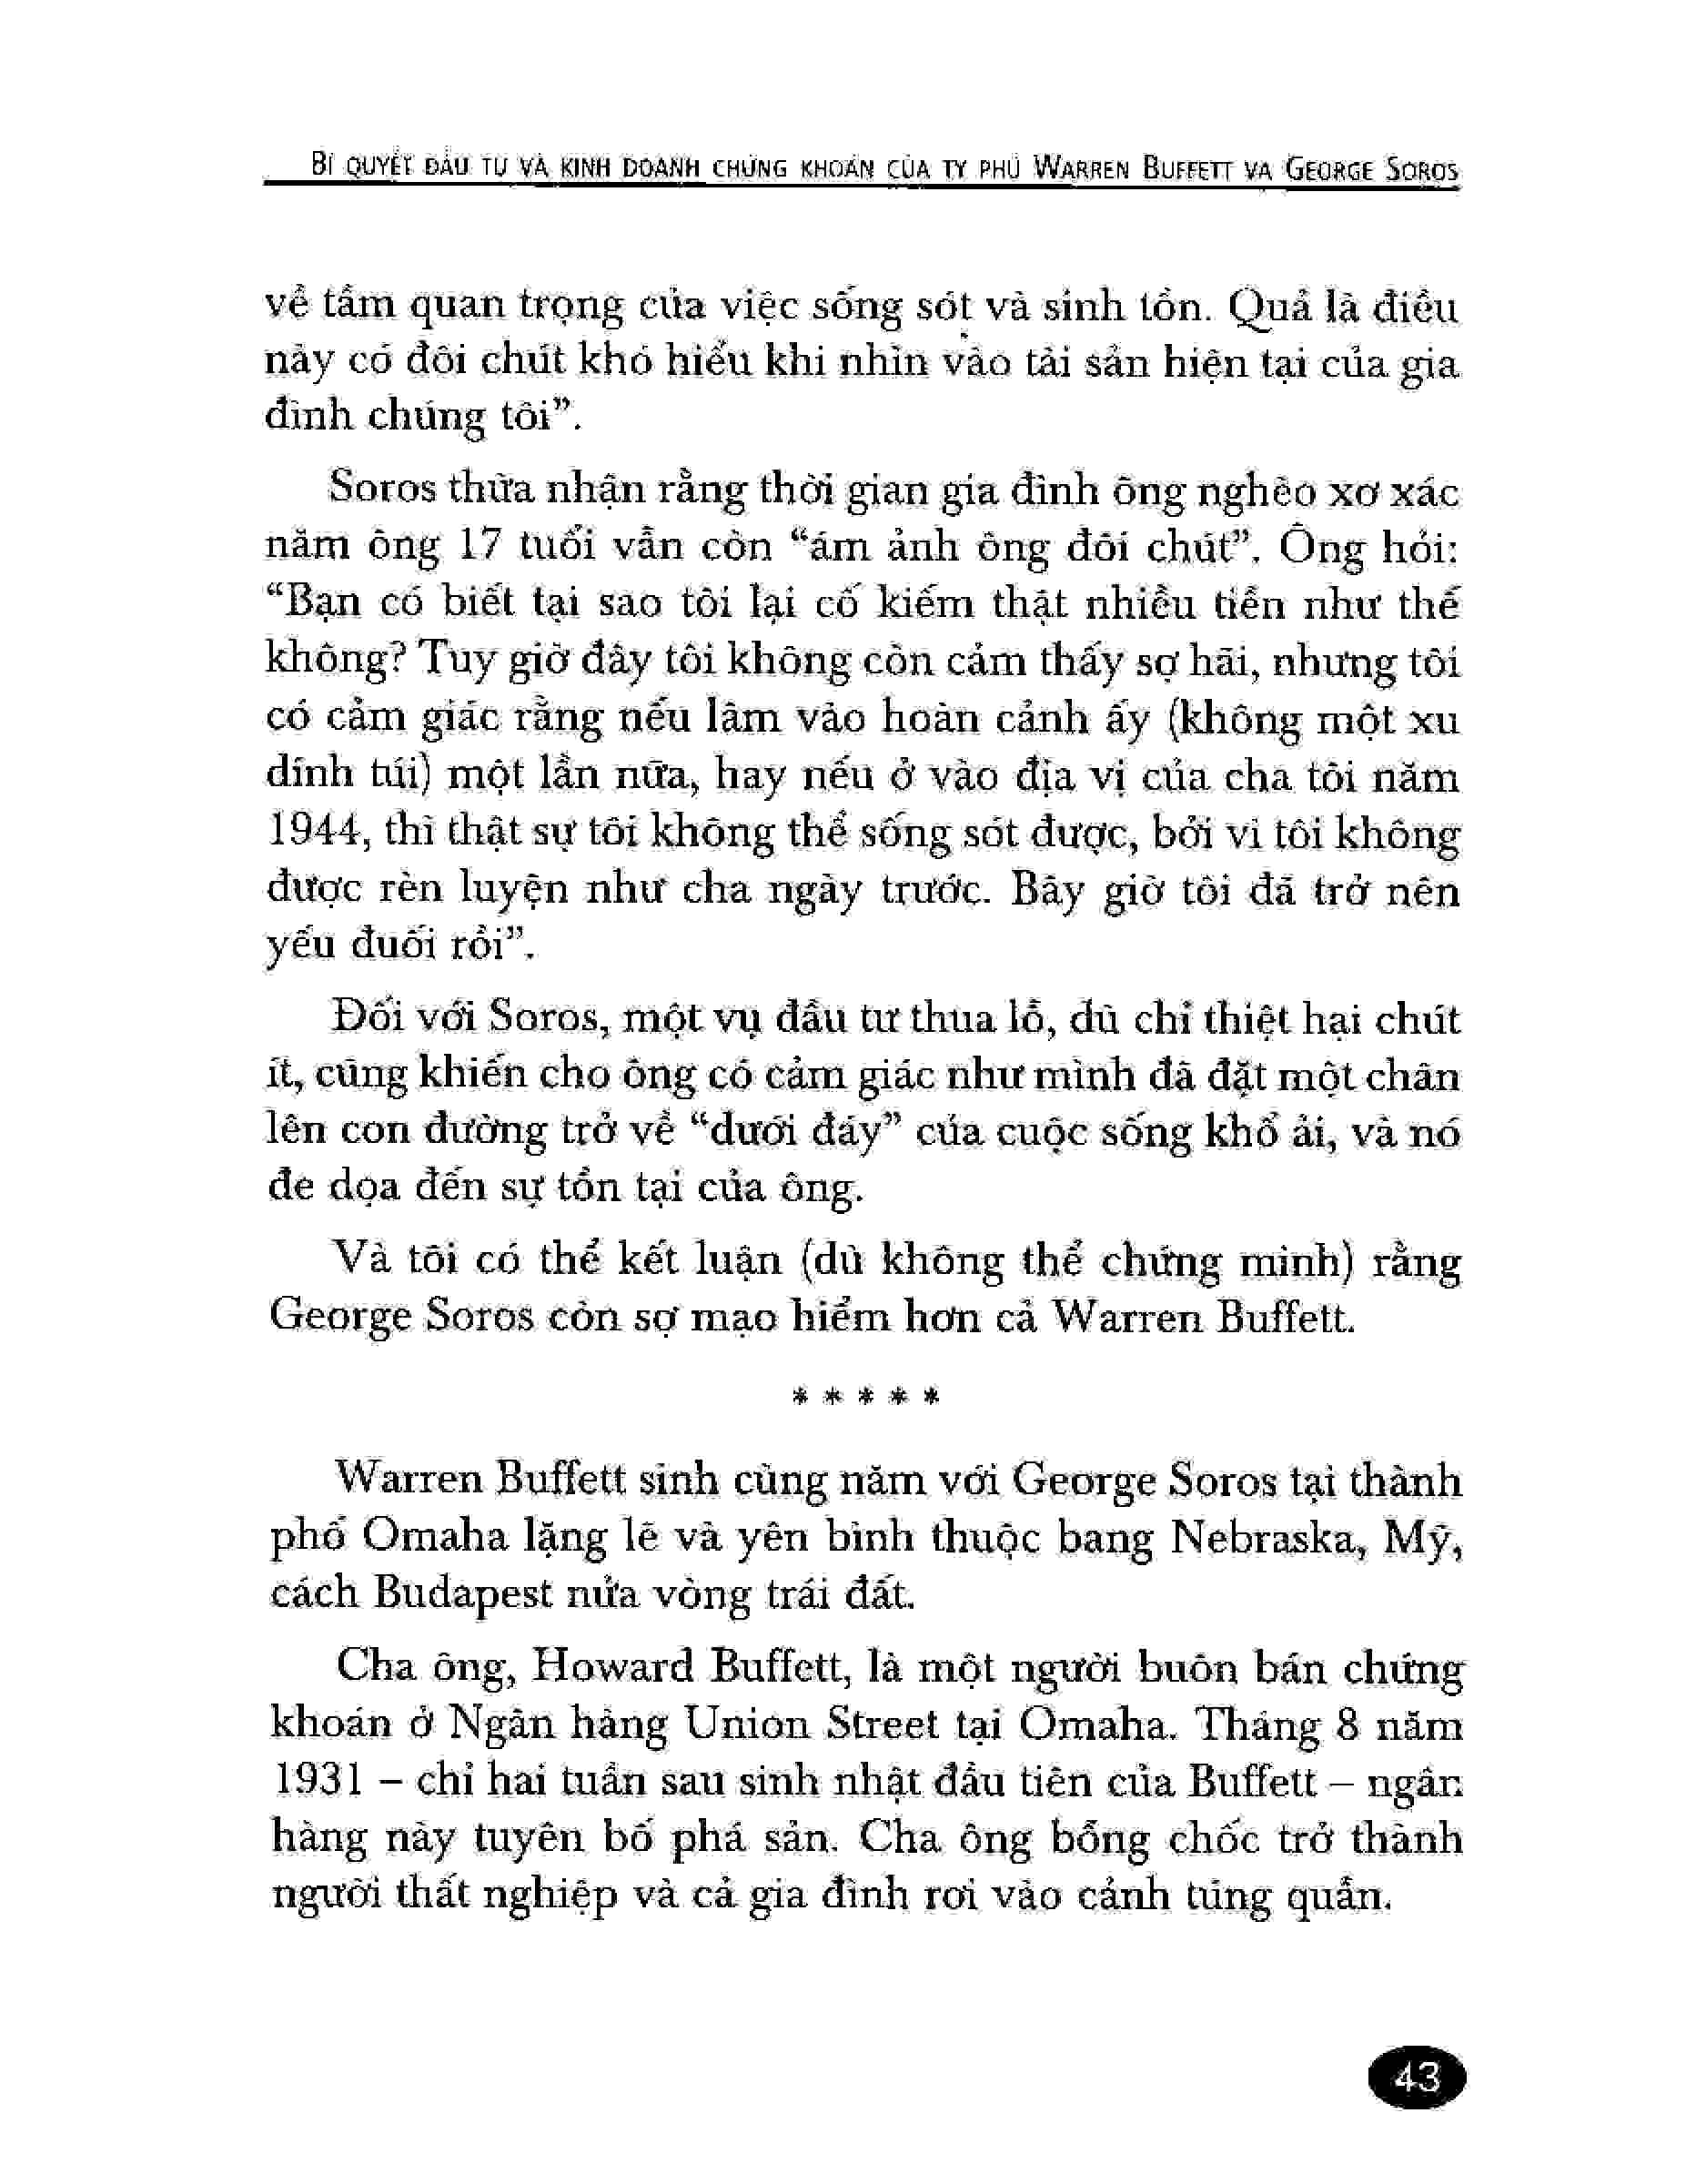 BÍ QUYẾT ĐẦU TƯ VÀ KINH DOANH CHỨNG KHOÁN CỦA TỶ PHÚ WARREN BUFFETT VÀ GEORGE SOROS
về tầm quan trọng của việc sống sót và sinh tồn. Quả là điều
này có đôi chút khó hiểu khi nhìn vào tài sản hiện tại của gia
đình chúng tôi”.
Soros thừa nhận rằng thời gian gia đình ông nghèo xơ xác
năm ông 17 tuổi vẫn còn “ám ảnh ông đôi chút”. Ông hỏi:
“Bạn có biết tại sao tôi lại cố kiếm thật nhiều tiền như thế
không? Tuy giờ đây tôi không còn cảm thấy sợ hãi, nhưng tôi
có cảm giác rằng nếu lâm vào hoàn cảnh ấy (không một xu
dính túi) một lần nữa, hay nếu ở vào địa vị của cha tôi năm
1944, thì thật sự tôi không thể sống sót được, bởi vì tôi không
được rèn luyện như cha ngày trước. Bây giờ tôi đã trở nên
yếu đuối rồi”.
Đối với Soros, một vụ đầu tư thua lỗ, dù chỉ thiệt hại chút
ít, cũng khiến cho ông có cảm giác như mình đã đặt một chân
lên con đường trở về “dưới đáy” của cuộc sống khổ ải, và nó
đe dọa đến sự tồn tại của ông.
Và tôi có thể kết luận (dù không thể chứng minh) rằng
George Soros còn sợ mạo hiểm hơn cả Warren Buffett.
* * * * *
Warren Buffett sinh cùng năm với George Soros tại thành
phố Omaha lặng lẽ và yên bình thuộc bang Nebraska, Mỹ,
cách Budapest nửa vòng trái đất.
Cha ông, Howard Buffett, là một người buôn bán chứng
khoán ở Ngân hàng Union Street tại Omaha. Tháng 8 năm
1931 – chỉ hai tuần sau sinh nhật đầu tiên của Buffett – ngân
hàng này tuyên bố phá sản. Cha ông bỗng chốc trở thành
người thất nghiệp và cả gia đình rơi vào cảnh túng quẫn.
43